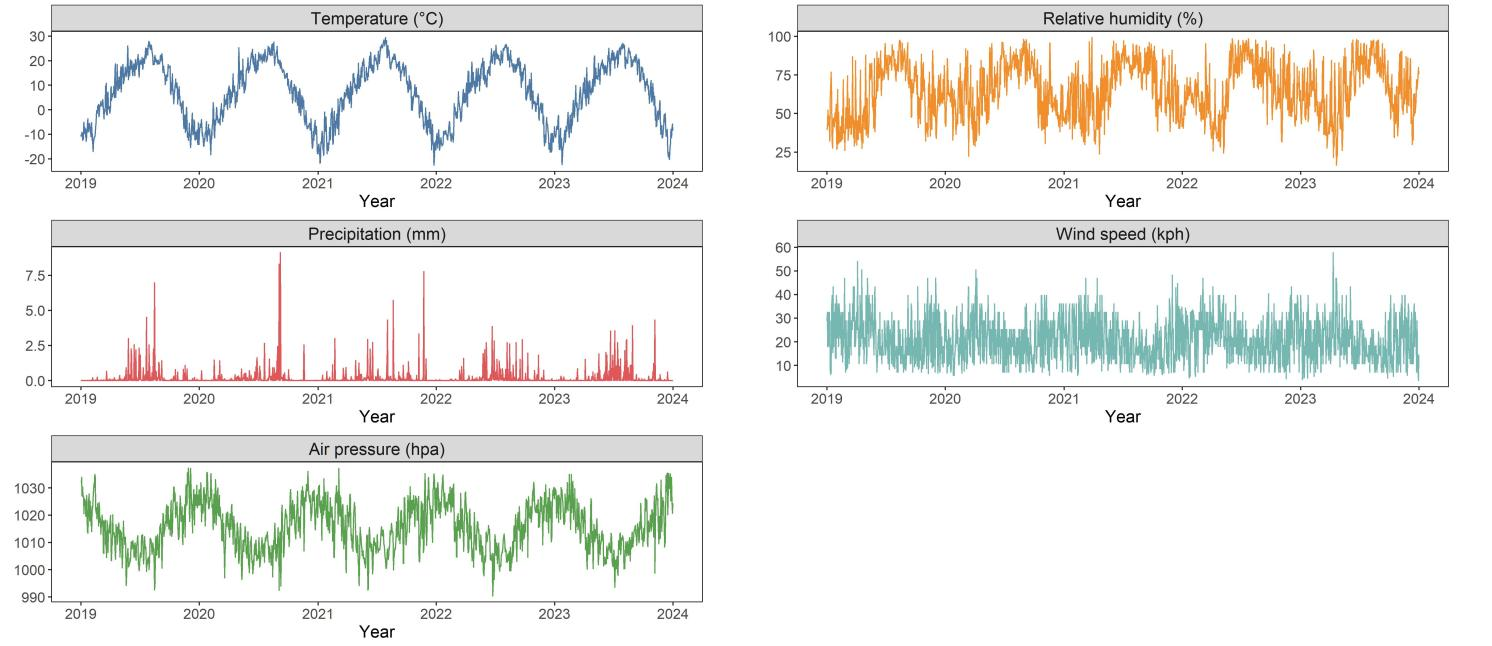 Temperature (°C)
30
20
10
0
-10
-20
2019 2020 2021 2022 2023 2024
Year
Relative humidity (%)
100
75
50
25
2019 2020 2021 2022 2023 2024
Year
Precipitation (mm)
7.5
5.0
2.5
0.0
2019 2020 2021 2022 2023 2024
Year
Wind speed (kph)
60
50
40
30
20
10
2019 2020 2021 2022 2023 2024
Year
Air pressure (hpa)
1030
1020
1010
1000
990
2019 2020 2021 2022 2023 2024
Year